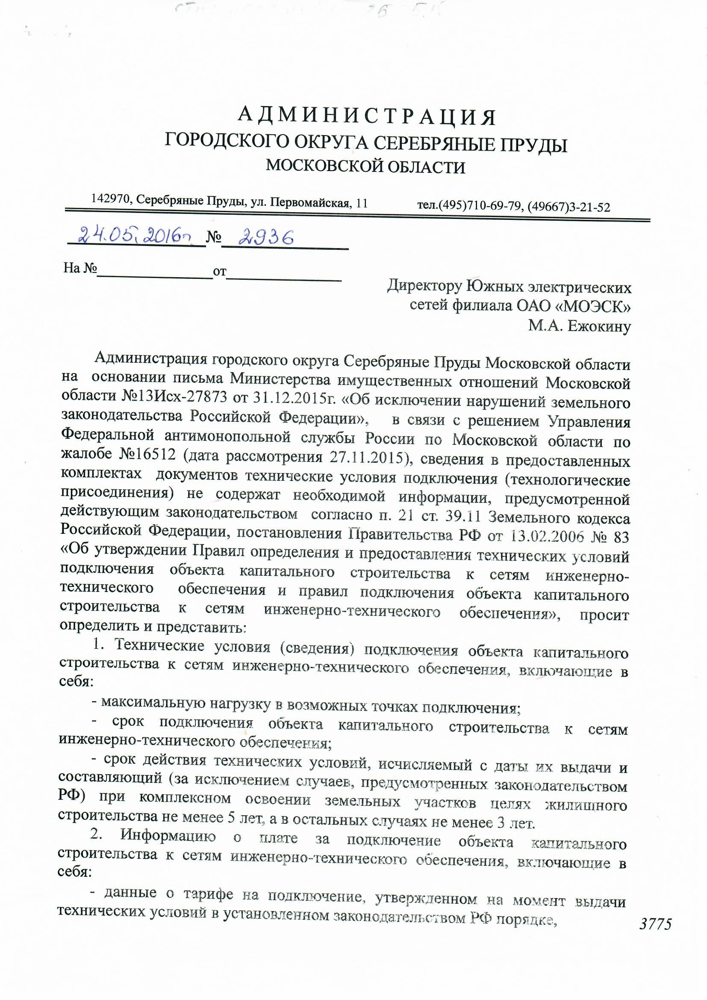 АДМИНИСТРАЦИЯ
ГОРОДСКОГО ОКРУГА СЕРЕБРЯНЫЕ ПРУДЫ
МОСКОВСКОЙ ОБЛАСТИ
142970, Серебряные Пруды, ул. Первомайская, 11 тел.(495)710-69-79, (49667)3-21-52
24.05.2016г. № 2936
На №____________от____________
Директору Южных электрических
сетей филиала ОАО «МОЭСК»
М.А. Ежокину
Администрация городского округа Серебряные Пруды Московской области
на основании письма Министерства имущественных отношений Московской
области №13Исх-27873 от 31.12.2015г. «Об исключении нарушений земельного
законодательства Российской Федерации», в связи с решением Управления
Федеральной антимонопольной службы России по Московской области по
жалобе №16512 (дата рассмотрения 27.11.2015), сведения в предоставленных
комплектах документов технические условия подключения (технологические
присоединения) не содержат необходимой информации, предусмотренной
действующим законодательством согласно п. 21 ст. 39.11 Земельного кодекса
Российской Федерации, постановления Правительства РФ от 13.02.2006 № 83
«Об утверждении Правил определения и предоставления технических условий
подключения объекта капитального строительства к сетям инженерно-
технического обеспечения и правил подключения объекта капитального
строительства к сетям инженерно-технического обеспечения», просит
определить и представить:
1. Технические условия (сведения) подключения объекта капитального
строительства к сетям инженерно-технического обеспечения, включающие в
себя:
- максимальную нагрузку в возможных точках подключения;
- срок подключения объекта капитального строительства к сетям
инженерно-технического обеспечения;
- срок действия технических условий, исчисляемый с даты их выдачи и
составляющий (за исключением случаев, предусмотренных законодательством
РФ) при комплексном освоении земельных участков целях жилищного
строительства не менее 5 лет, а в остальных случаях не менее 3 лет.
2. Информацию о плате за подключение объекта капитального
строительства к сетям инженерно-технического обеспечения, включающие в
себя:
- данные о тарифе на подключение, утвержденном на момент выдачи
технических условий в установленном законодательством РФ порядке,
3775